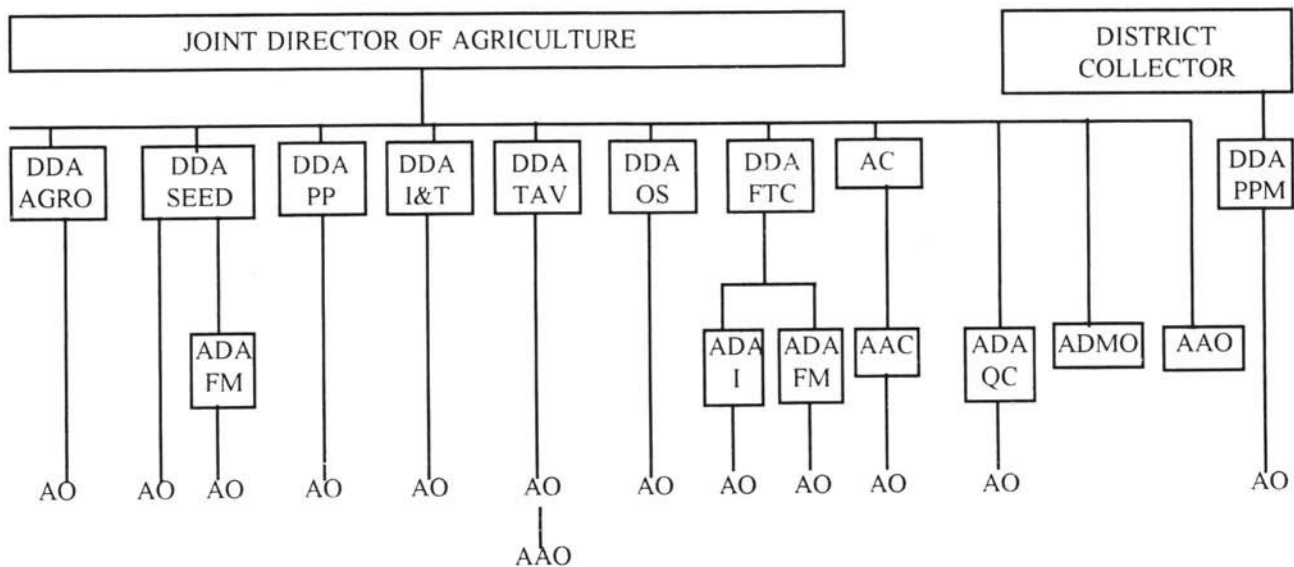 JOINT DIRECTOR OF AGRICULTURE
DISTRICT
COLLECTOR
DDA
AGRO
DDA
SEED
DDA
PP
DDA
I&T
DDA
TAV
DDA
OS
DDA
FTC
AC
DDA
PPM
ADA
FM
ADA
I
ADA
FM
AAC
ADA
QC
ADMO
AAO
AO
AO
AO
AO
AO
AO
AO
AO
AO
AO
AO
AO
AAO